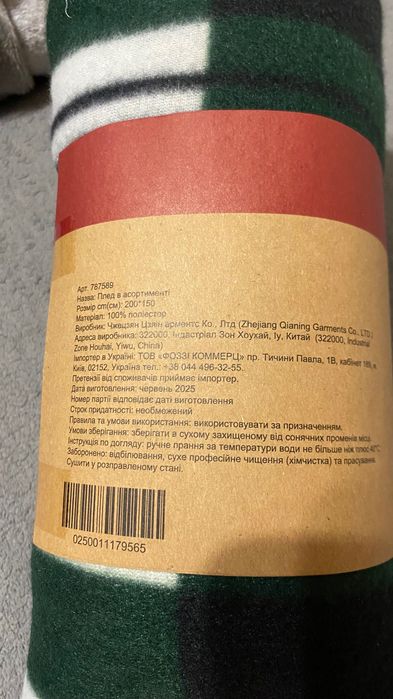 Арт. 787589
Назва: Плед в асортименті
Розмір cm(см): 200*150
Матеріал: 100% поліестер
Виробник: Чжецзян Цзянін арментс Ко., Лтд (Zhejiang Qianing Garments Co., LTD.)
Адреса виробника: 322000, Індастріал Зон Хоухай, Іу, Китай (322000, Industrial
Zone Houhai, Yiwu, China)
Імпортер в Україні: ТОВ «ФОЗЗІ КОММЕРЦ» пр. Тичини Павла, 1В, кабінет
Київ, 02152, Україна тел.: +38 044 496-32-55.
Претензії від споживачів приймає імпортер.
Дата виготовлення: червень 2025
Номер партії відповідає даті виготовлення
Строк придатності: необмежений
Правила та умови використання: використовувати за призначенням.
Умови зберігання: зберігати в сухому захищеному від сонячних променів місці.
Інструкція по догляду: ручне прання за температури води не більше ніж плюс 40°С.
Заборонено: відбілювання, сухе професійне чищення (хімчистка) та прасування.
Сушити у розправленому стані.
0250011179565